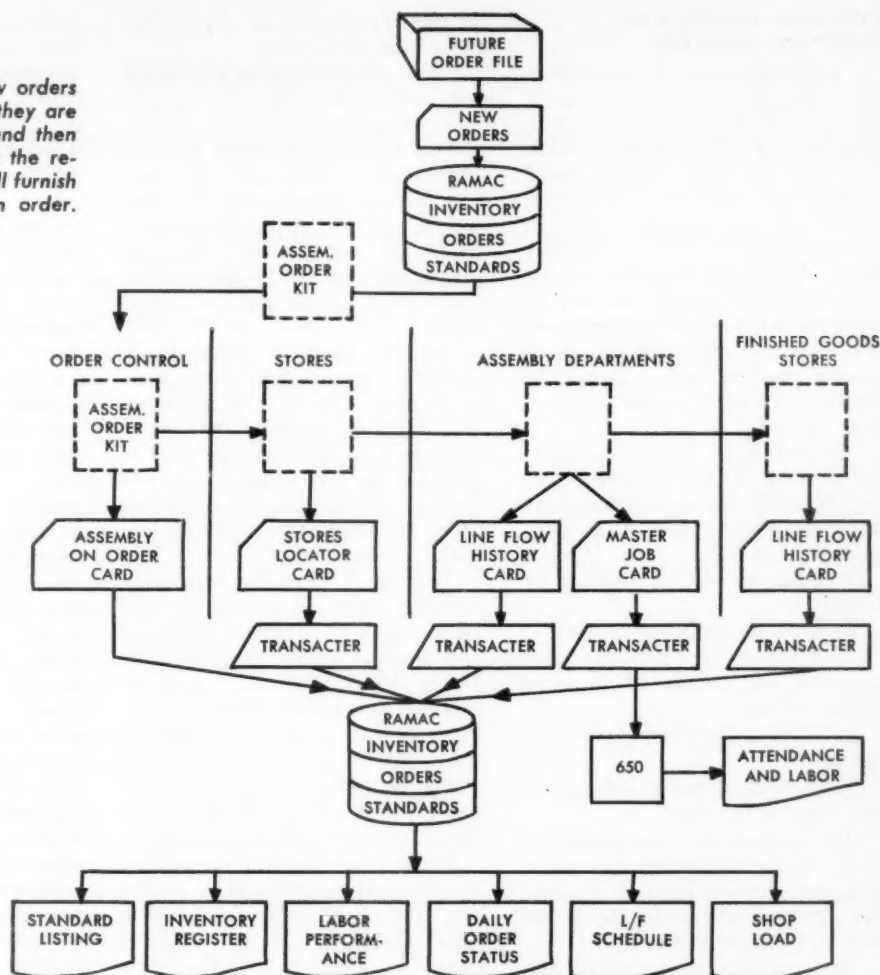 FUTURE
ORDER FILE
NEW
ORDERS
w orders
they are
and then
the re-
ll furnish
n order.
RAMAC
INVENTORY
ORDERS
STANDARDS
ASSEM.
ORDER
KIT
ORDER CONTROL
STORES
ASSEMBLY DEPARTMENTS
FINISHED GOODS
STORES
ASSEM.
ORDER
KIT
ASSEMBLY
ON ORDER
CARD
STORES
LOCATOR
CARD
LINE FLOW
HISTORY
CARD
MASTER
JOB
CARD
LINE FLOW
HISTORY
CARD
TRANSACTER
TRANSACTER
TRANSACTER
TRANSACTER
RAMAC
INVENTORY
ORDERS
STANDARDS
650
ATTENDANCE
AND LABOR
STANDARD
LISTING
INVENTORY
REGISTER
LABOR
PERFORM-
ANCE
DAILY
ORDER
STATUS
L/F
SCHEDULE
SHOP
LOAD